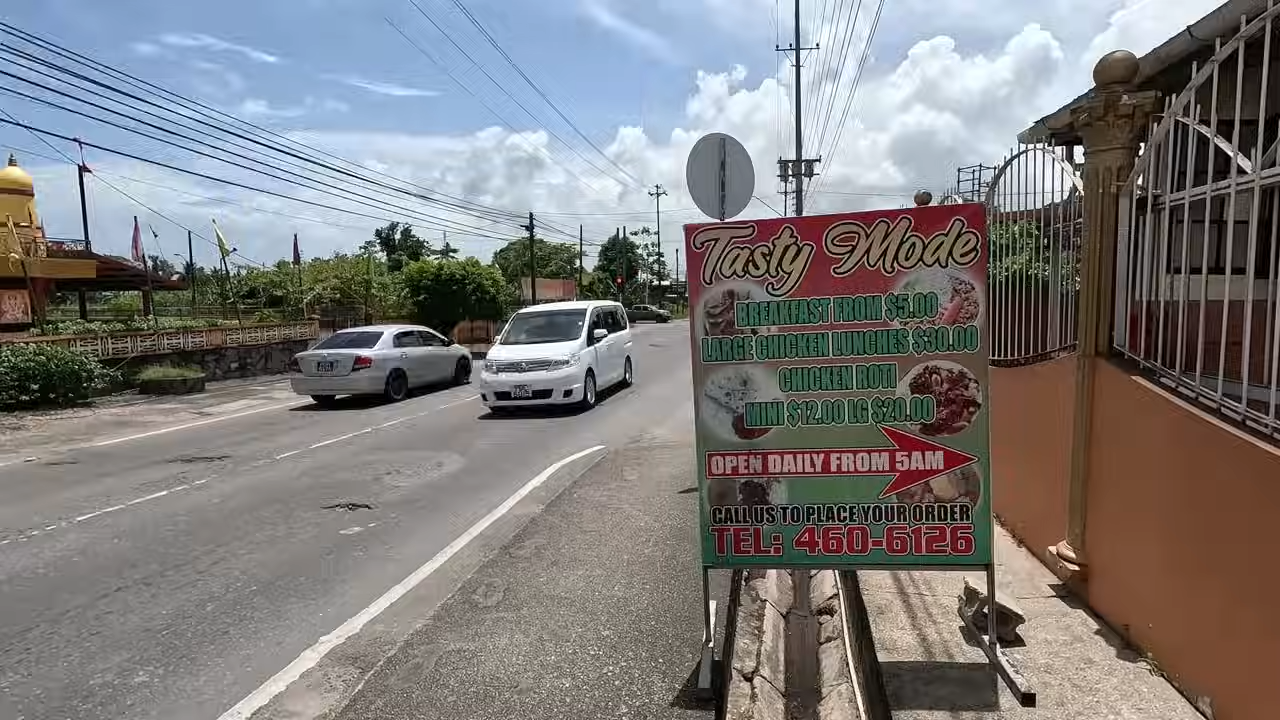 Tasty Mode
BREAKFAST FROM $5.00
LARGE CHICKEN LUNCHES $30.00
CHICKEN ROTI
MINI $12.00 LG $20.00
OPEN DAILY FROM 5AM
CALL US TO PLACE YOUR ORDER
TEL: 460-6126